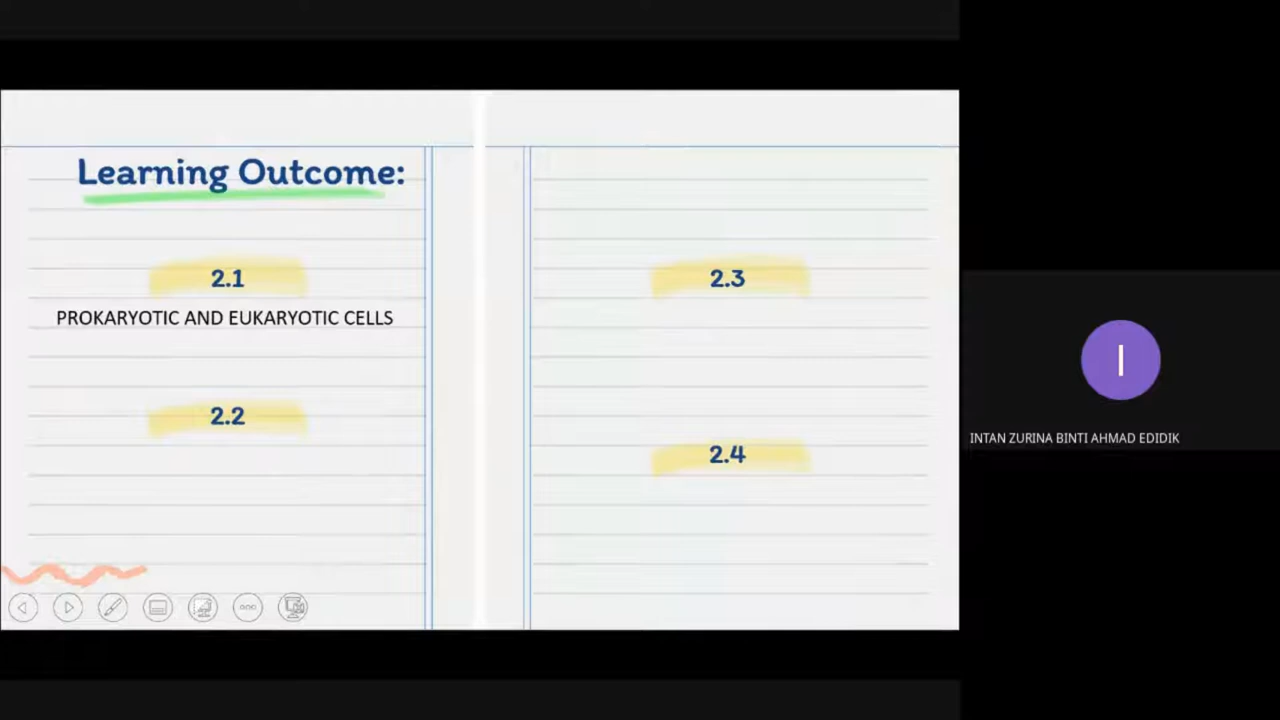 Learning Outcome:
2.1
PROKARYOTIC AND EUKARYOTIC CELLS
2.2
2.3
2.4
I
INTAN ZURINA BINTI AHMAD EDIDIK